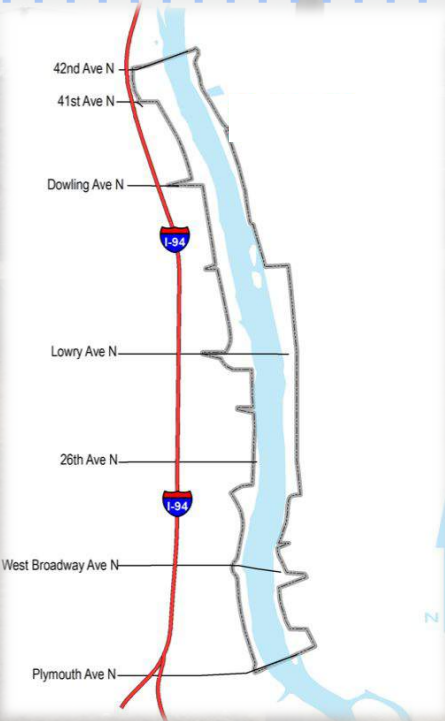 42nd Ave N
41st Ave N
Dowling Ave N
I-94
Lowry Ave N
26th Ave N
I-94
West Broadway Ave N
N
Plymouth Ave N